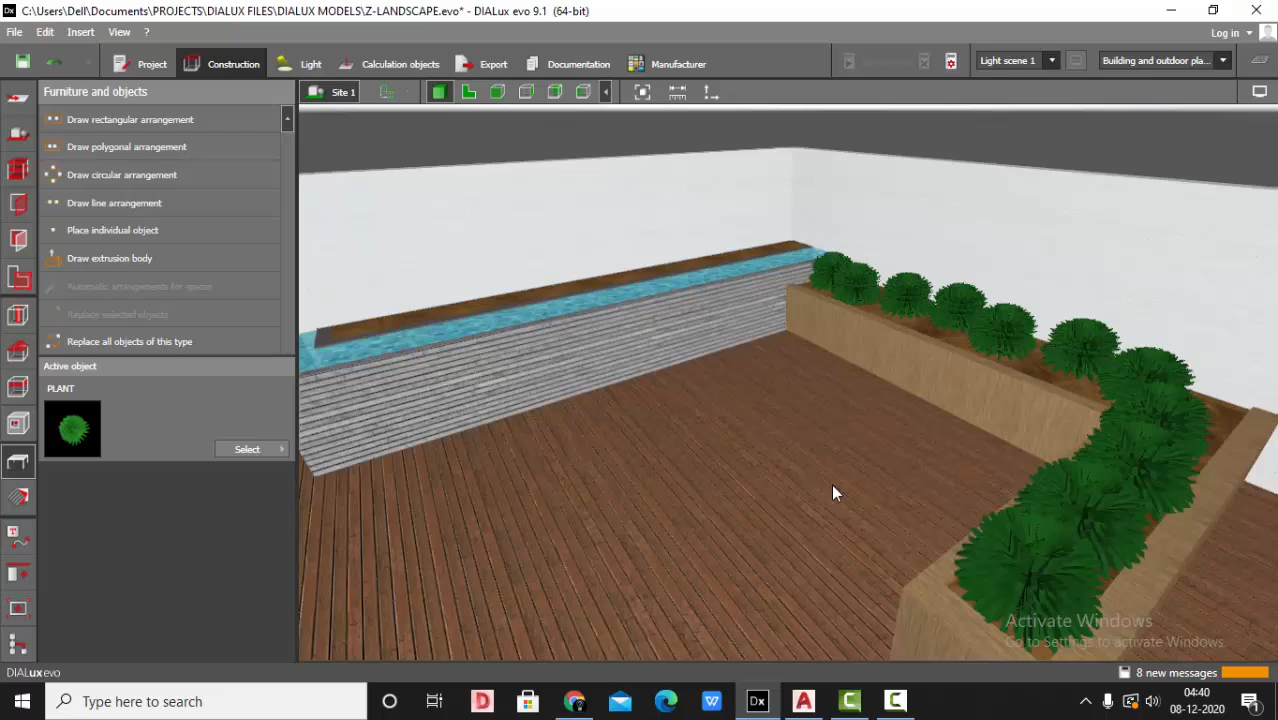 Dx C:\Users\Dell\Documents\PROJECTS\DIALUX FILES\DIALUX MODELS\Z-LANDSCAPE.evo* - DIALux evo 9.1 (64-bit)
File Edit Insert View ? Log in
Project Construction Light Calculation objects Export Documentation Manufacturer Light scene 1 Building and outdoor pla...
Furniture and objects Site 1
Draw rectangular arrangement
Draw polygonal arrangement
Draw circular arrangement
Draw line arrangement
Place individual object
Draw extrusion body
Automatic arrangements for spaces
Replace selected objects
Replace all objects of this type
Active object
PLANT
Select
Activate Windows
Go to Settings to activate Windows.
DIALux evo 8 new messages
Type here to search
D W Dx A C C
04:40
08-12-2020
1